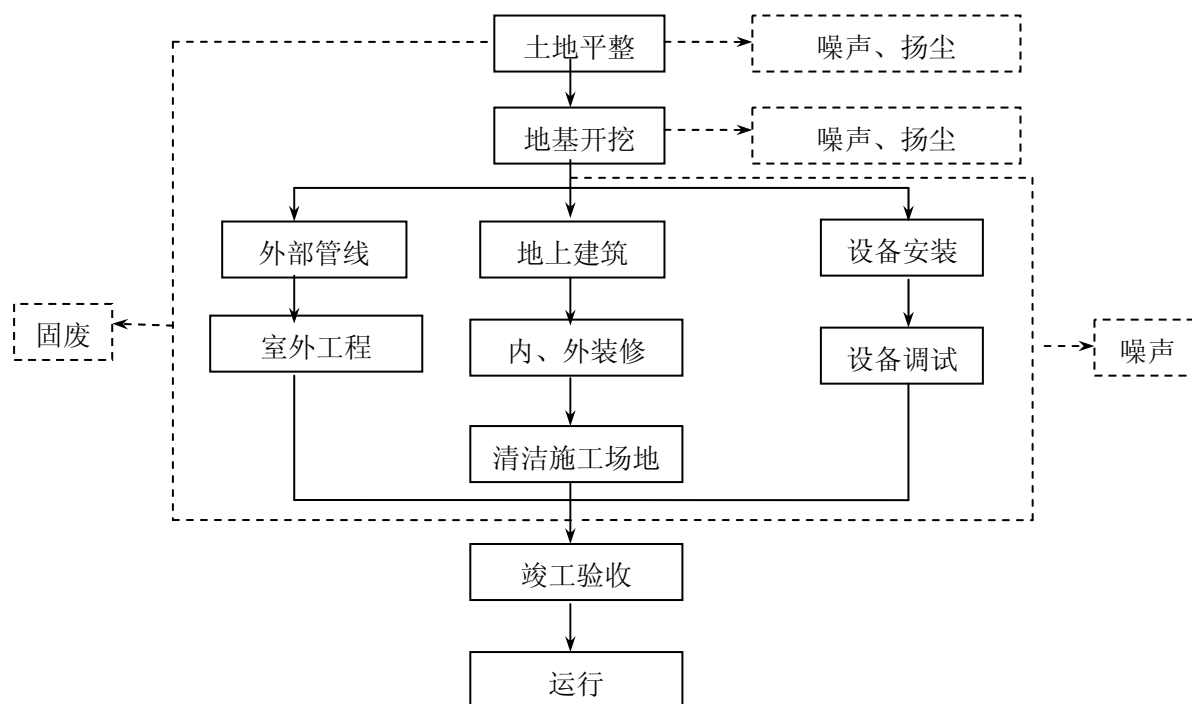 土地平整
噪声、扬尘
地基开挖
噪声、扬尘
外部管线
地上建筑
设备安装
固废
室外工程
内、外装修
设备调试
噪声
清洁施工场地
竣工验收
运行